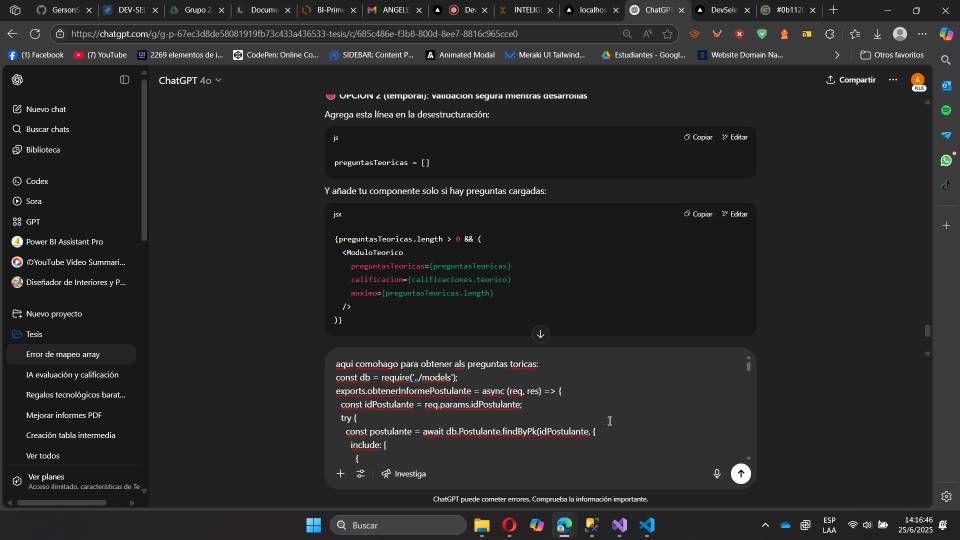 GersonS
DEV-SEL
Grupo 2
Docume
BI-Prime
ANGELE
De
INTELIG
localhos
ChatGPT
DevSele
#0b112
https://chatgpt.com/g/g-p-67ec3d8de58081919fb73c433a436533-tesis/c/685c486e-f3b8-800d-8ee7-8816c965cce0
(1) Facebook
(7) YouTube
2269 elementos de i...
CodePen: Online Co...
SIDEBAR: Content P...
Animated Modal
Meraki UI Tailwind...
Estudiantes - Googl...
Website Domain Na...
Otros favoritos
ChatGPT 4o
Compartir
PLUS
Nuevo chat
Buscar chats
Biblioteca
Codex
Sora
GPT
Power BI Assistant Pro
YouTube Video Summari...
Diseñador de Interiores y P...
Nuevo proyecto
Tesis
Error de mapeo array
IA evaluación y calificación
Regalos tecnológicos barat...
Mejorar informes PDF
Creación tabla intermedia
Ver todos
Ver planes
Acceso ilimitado, características de Te
OPCIÓN 2 (temporal): Validación segura mientras desarrollas
Agrega esta línea en la desestructuración:
js
Copiar
Editar
preguntasTeoricas = []
Y añade tu componente solo si hay preguntas cargadas:
jsx
Copiar
Editar
{preguntasTeoricas.length > 0 && (
<ModuloTeorico
preguntasTeoricas={preguntasTeoricas}
calificacion={calificaciones.teorico}
maximo={preguntasTeoricas.length}
/>
)}
aqui comohago para obtener als preguntas toricas:
const db = require('../models');
exports.obtenerInformePostulante = async (req, res) => {
const idPostulante = req.params.idPostulante;
try {
const postulante = await db.Postulante.findByPk(idPostulante, {
include: [
{
Investiga
ChatGPT puede cometer errores. Comprueba la información importante.
Buscar
ESP
LAA
14:16:46
25/6/2025